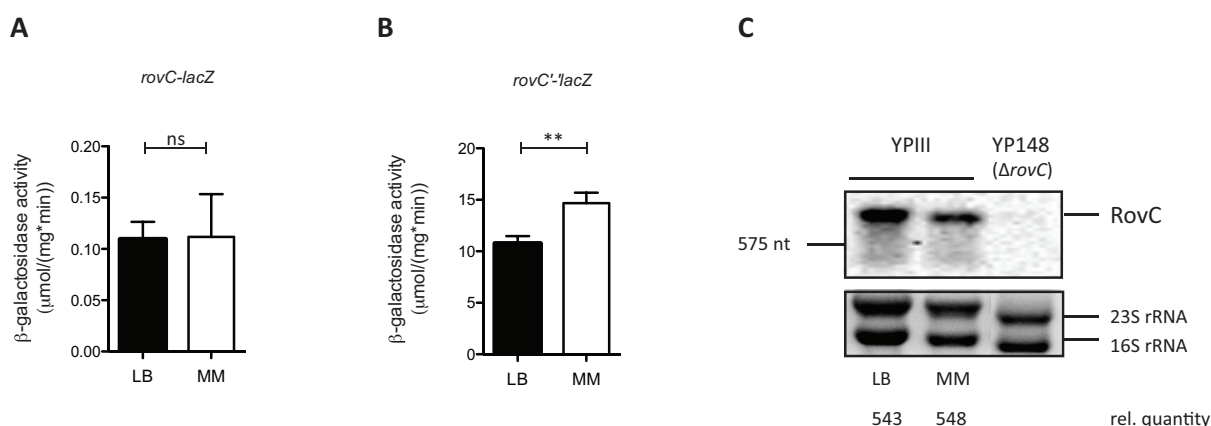 A
rovC-lacZ
ns
β-galactosidase activity
(μmol/(mg*min))
0.20
0.15
0.10
0.05
0.00
LB
MM
B
rovC'-'lacZ
**
β-galactosidase activity
(μmol/(mg*min))
20
15
10
5
0
LB
MM
C
YPIII
YP148
(ΔrovC)
RovC
575 nt
23S rRNA
16S rRNA
LB
MM
543
548
rel. quantity